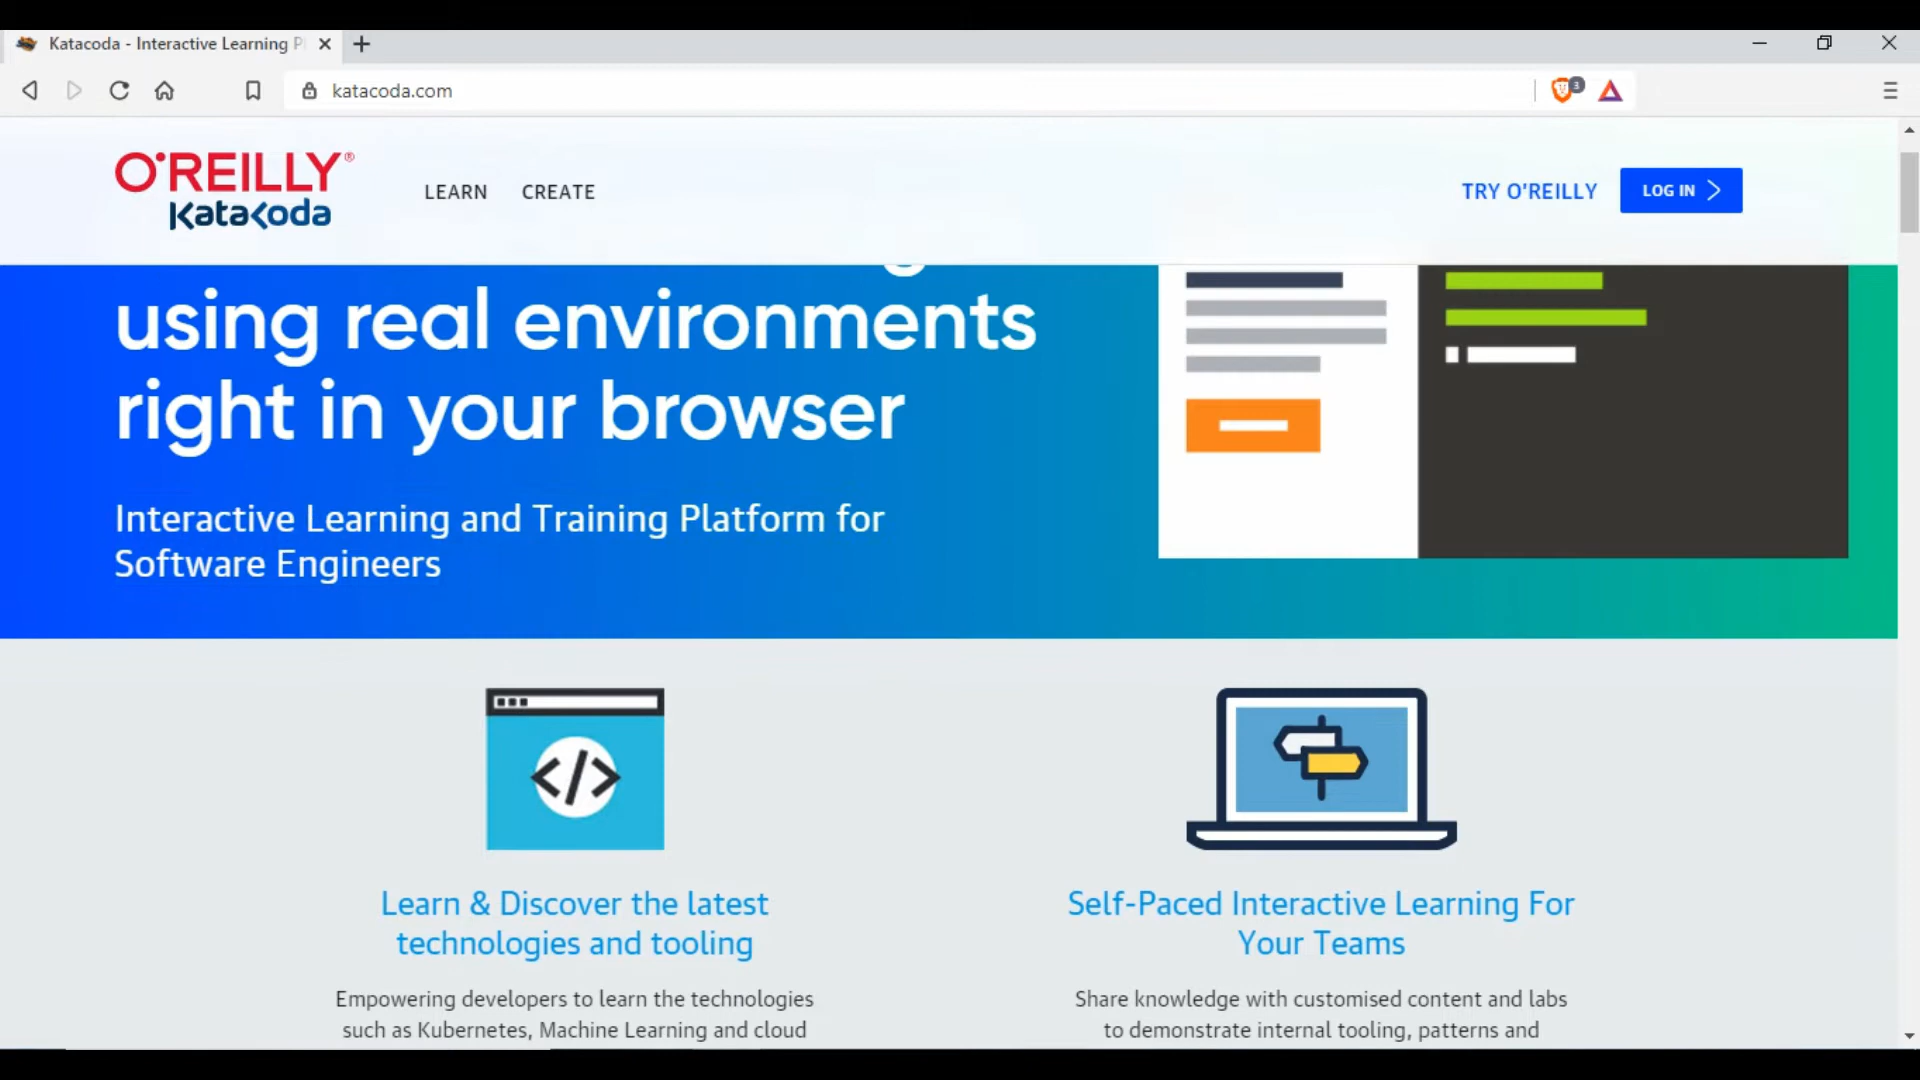 Katacoda - Interactive Learning P
katacoda.com
3
O'REILLY®
Katacoda
LEARN
CREATE
TRY O'REILLY
LOG IN
using real environments
right in your browser
Interactive Learning and Training Platform for
Software Engineers
Learn & Discover the latest
technologies and tooling
Empowering developers to learn the technologies
such as Kubernetes, Machine Learning and cloud
Self-Paced Interactive Learning For
Your Teams
Share knowledge with customised content and labs
to demonstrate internal tooling, patterns and